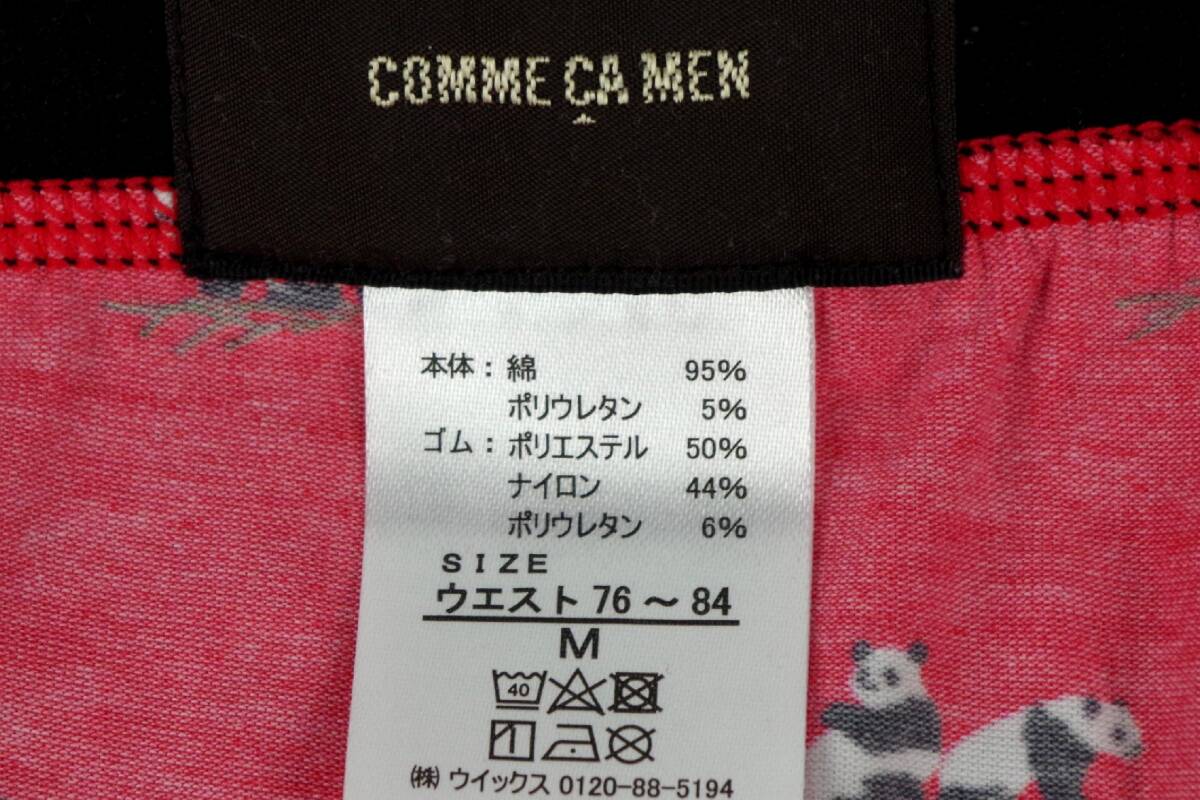 COMME ÇA MEN
本体：綿 95%
ポリウレタン 5%
ゴム：ポリエステル 50%
ナイロン 44%
ポリウレタン 6%
SIZE
ウエスト 76 〜 84
M
40
㈱ ウイックス 0120-88-5194